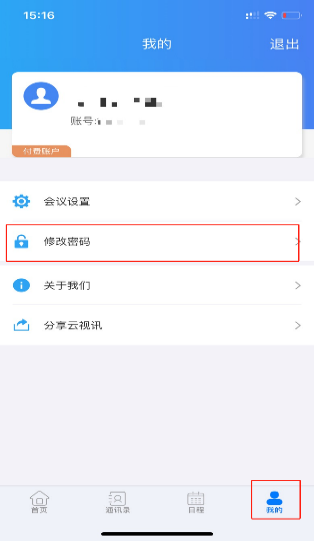 15:16
我的 退出
账号:
付费账户
会议设置
修改密码
关于我们
分享云视讯
首页 通讯录 日程 我的